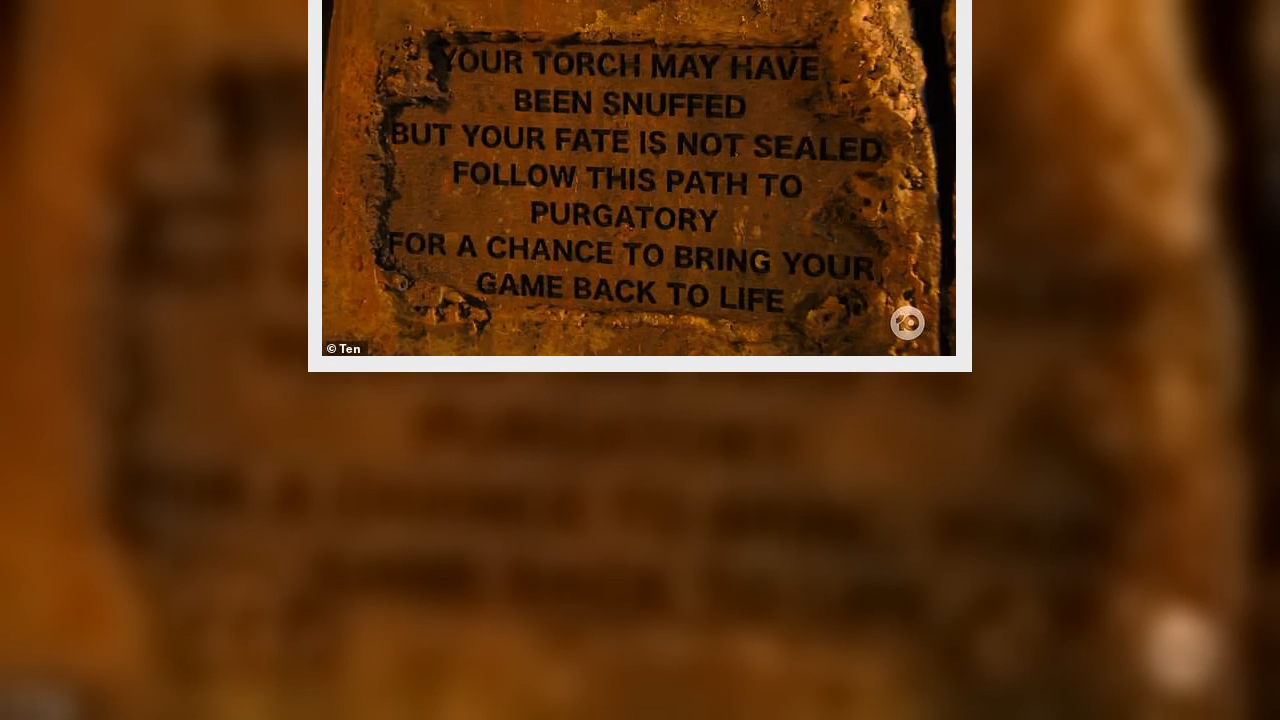 YOUR TORCH MAY HAVE
BEEN SNUFFED
BUT YOUR FATE IS NOT SEALED
FOLLOW THIS PATH TO
PURGATORY
FOR A CHANCE TO BRING YOUR
GAME BACK TO LIFE
10
© Ten